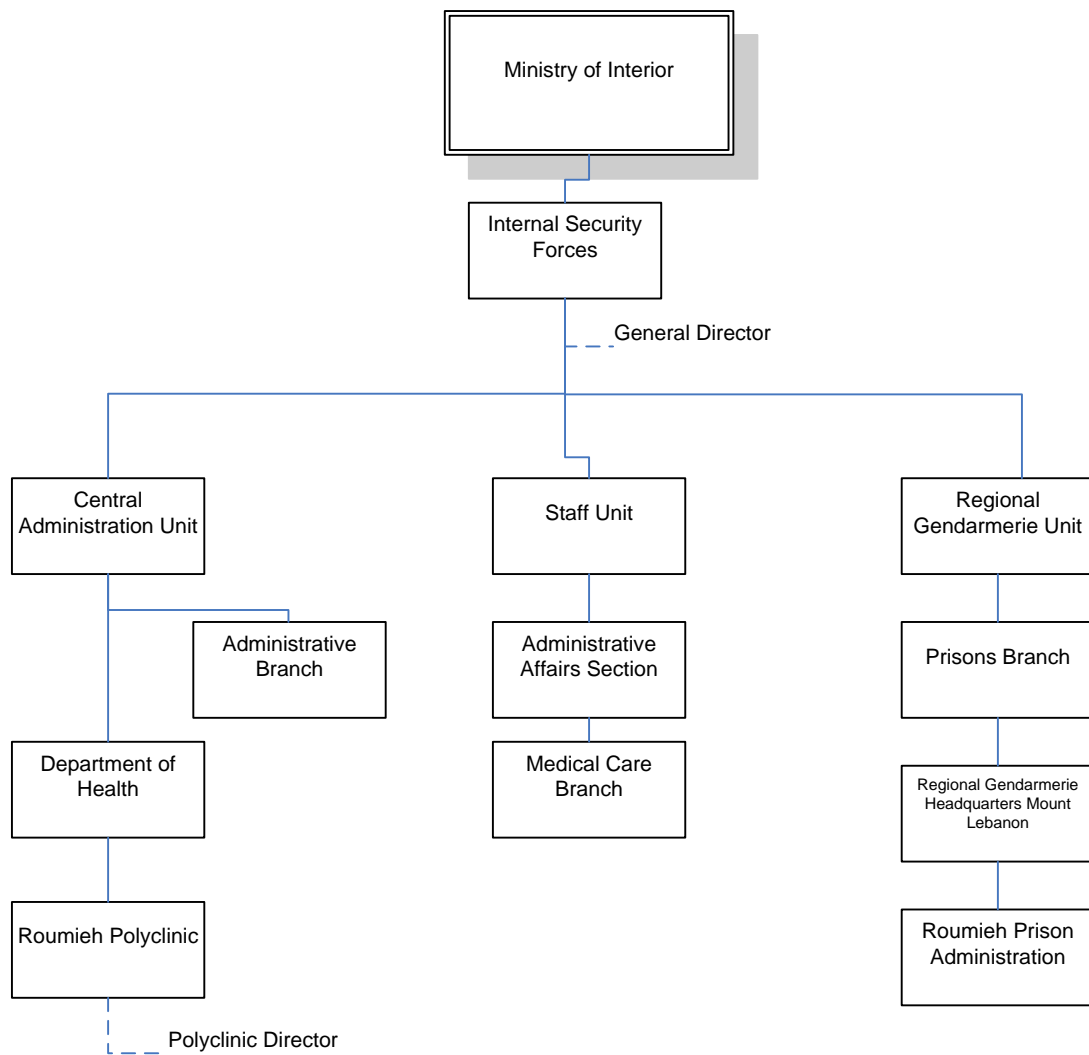 Ministry of Interior
Internal Security
Forces
General Director
Central
Administration Unit
Staff Unit
Regional
Gendarmerie Unit
Administrative
Branch
Administrative
Affairs Section
Prisons Branch
Department of
Health
Medical Care
Branch
Regional Gendarmerie
Headquarters Mount
Lebanon
Roumieh Polyclinic
Roumieh Prison
Administration
Polyclinic Director